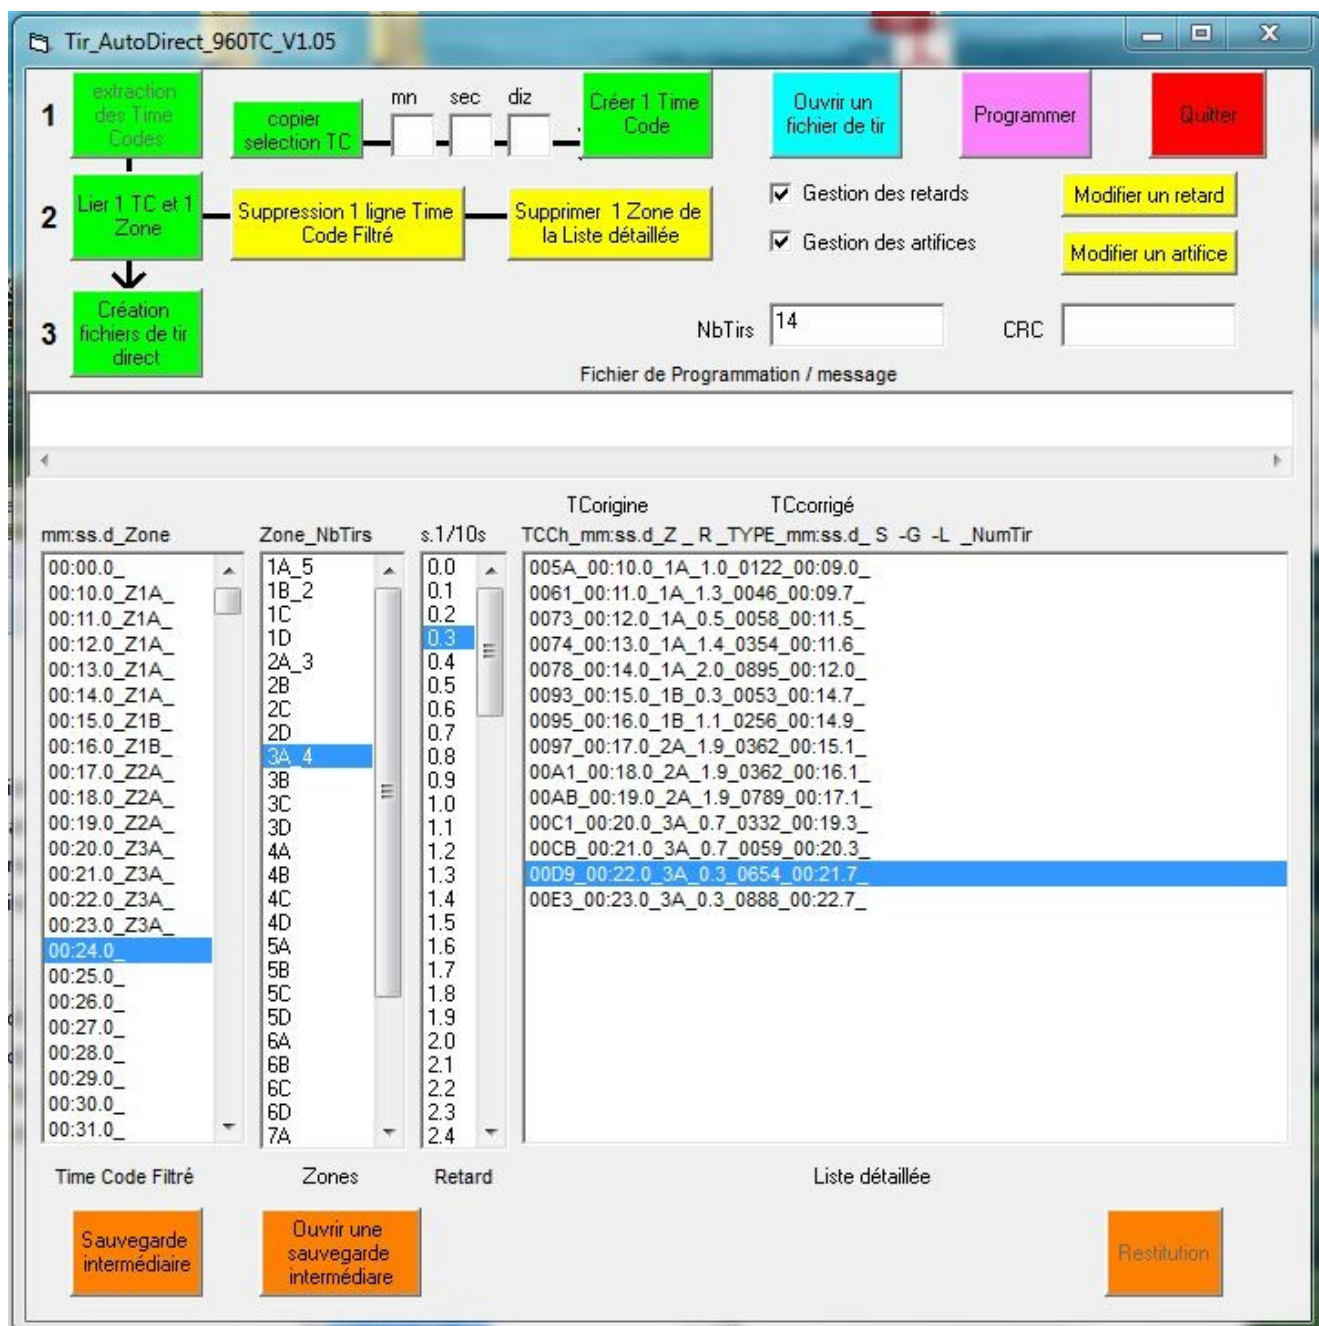 Tir_AutoDirect_960TC_V1.05
1
extraction
des Time
Codes
copier
selection TC
mn sec diz
Créer 1 Time
Code
Ouvrir un
fichier de tir
Programmer
Quitter
2
Lier 1 TC et 1
Zone
Suppression 1 ligne Time
Code Filtré
Supprimer 1 Zone de
la Liste détaillée
Gestion des retards
Modifier un retard
Gestion des artifices
Modifier un artifice
3
Création
fichiers de tir
direct
NbTirs 14 CRC
Fichier de Programmation / message
TCorigine TCcorrigé
mm:ss.d_Zone
00:00.0_
00:10.0_Z1A_
00:11.0_Z1A_
00:12.0_Z1A_
00:13.0_Z1A_
00:14.0_Z1A_
00:15.0_Z1B_
00:16.0_Z1B_
00:17.0_Z2A_
00:18.0_Z2A_
00:19.0_Z2A_
00:20.0_Z3A_
00:21.0_Z3A_
00:22.0_Z3A_
00:23.0_Z3A_
00:24.0_
00:25.0_
00:26.0_
00:27.0_
00:28.0_
00:29.0_
00:30.0_
00:31.0_
Time Code Filtré
Zone_NbTirs
1A_5
1B_2
1C
1D
2A_3
2B
2C
2D
3A_4
3B
3C
3D
4A
4B
4C
4D
5A
5B
5C
5D
6A
6B
6C
6D
7A
Zones
s.1/10s
0.0
0.1
0.2
0.3
0.4
0.5
0.6
0.7
0.8
0.9
1.0
1.1
1.2
1.3
1.4
1.5
1.6
1.7
1.8
1.9
2.0
2.1
2.2
2.3
2.4
Retard
TCCh_mm:ss.d_Z _ R _TYPE_mm:ss.d_ S -G -L _NumTir
005A_00:10.0_1A_1.0_0122_00:09.0_
0061_00:11.0_1A_1.3_0046_00:09.7_
0073_00:12.0_1A_0.5_0058_00:11.5_
0074_00:13.0_1A_1.4_0354_00:11.6_
0078_00:14.0_1A_2.0_0895_00:12.0_
0093_00:15.0_1B_0.3_0053_00:14.7_
0095_00:16.0_1B_1.1_0256_00:14.9_
0097_00:17.0_2A_1.9_0362_00:15.1_
00A1_00:18.0_2A_1.9_0362_00:16.1_
00AB_00:19.0_2A_1.9_0789_00:17.1_
00C1_00:20.0_3A_0.7_0332_00:19.3_
00CB_00:21.0_3A_0.7_0059_00:20.3_
00D9_00:22.0_3A_0.3_0654_00:21.7_
00E3_00:23.0_3A_0.3_0888_00:22.7_
Liste détaillée
Sauvegarde
intermédiaire
Ouvrir une
sauvegarde
intermédiare
Restitution